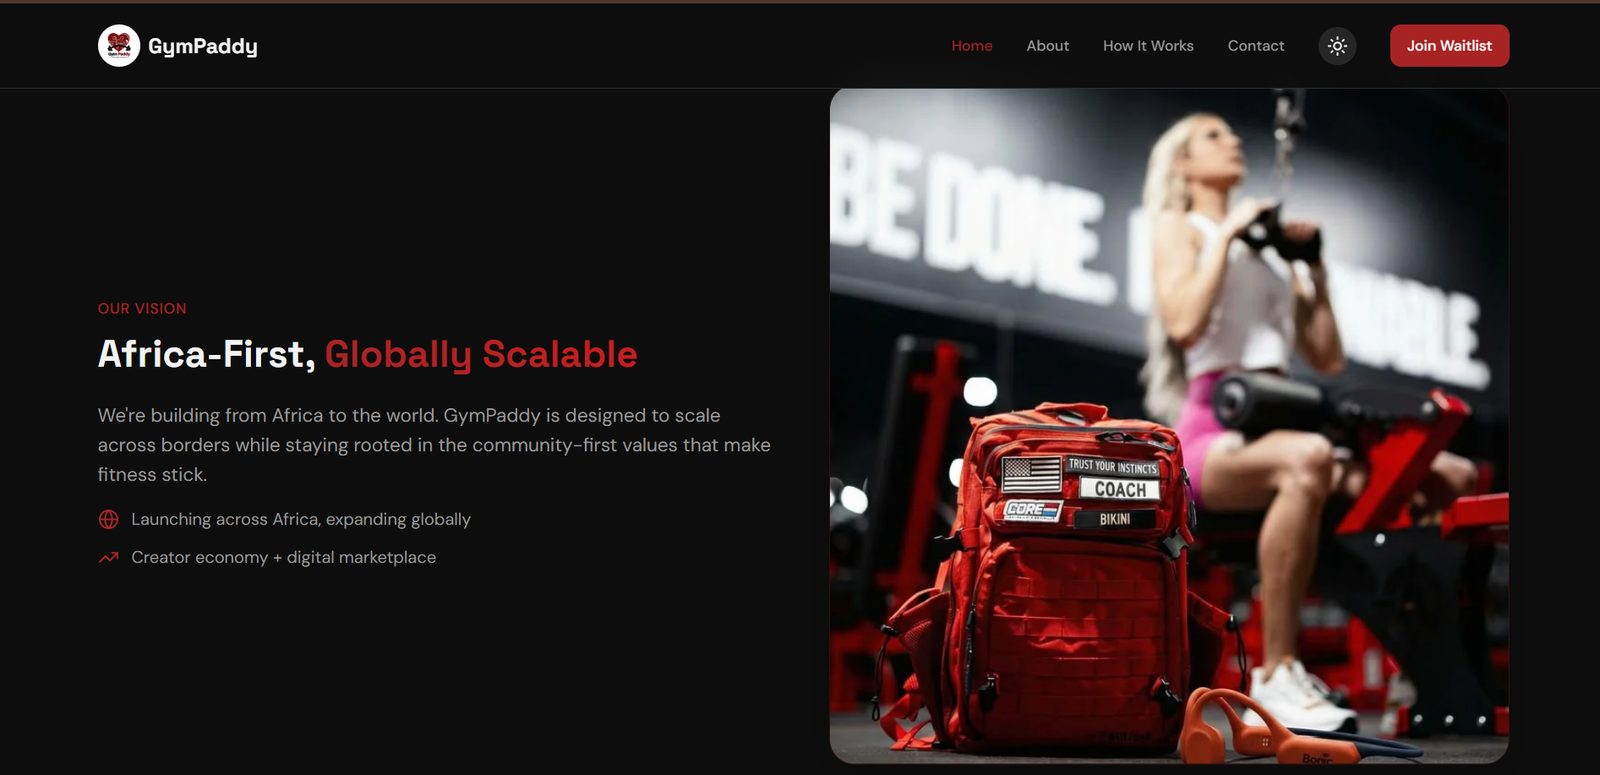 GymPaddy
Home
About
How It Works
Contact
Join Waitlist
BE DONE.
OUR VISION
Africa-First, Globally Scalable
We're building from Africa to the world. GymPaddy is designed to scale
across borders while staying rooted in the community-first values that make
fitness stick.
Launching across Africa, expanding globally
Creator economy + digital marketplace
TRUST YOUR INSTINCTS
COACH
CORE
BIKINI